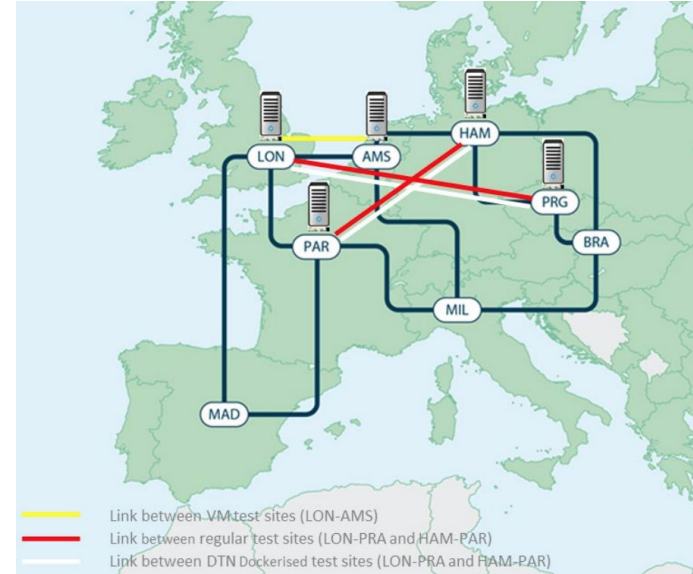 HAM
LON
AMS
PRG
PAR
BRA
MIL
MAD
Link between VM test sites (LON-AMS)
Link between regular test sites (LON-PRA and HAM-PAR)
Link between DTN Dockerised test sites (LON-PRA and HAM-PAR)